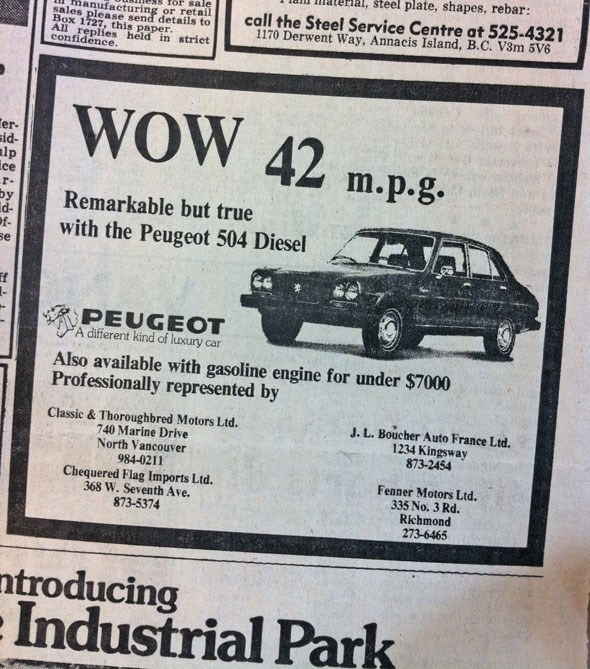 in manufacturing or retail
sales please send details to
Box 1727, this paper.
All replies held in strict
confidence.
material, steel plate, shapes, rebar:
call the Steel Service Centre at 525-4321
1170 Derwent Way, Annacis Island, B.C. V3m 5V6
WOW 42 m.p.g.
Remarkable but true
with the Peugeot 504 Diesel
PEUGEOT
A different kind of luxury car
Also available with gasoline engine for under $7000
Professionally represented by
Classic & Thoroughbred Motors Ltd.
740 Marine Drive
North Vancouver
984-0211
Chequered Flag Imports Ltd.
368 W. Seventh Ave.
873-5374
J. L. Boucher Auto France Ltd.
1234 Kingsway
873-2454
Fenner Motors Ltd.
335 No. 3 Rd.
Richmond
273-6465
ntroducing
Industrial Park